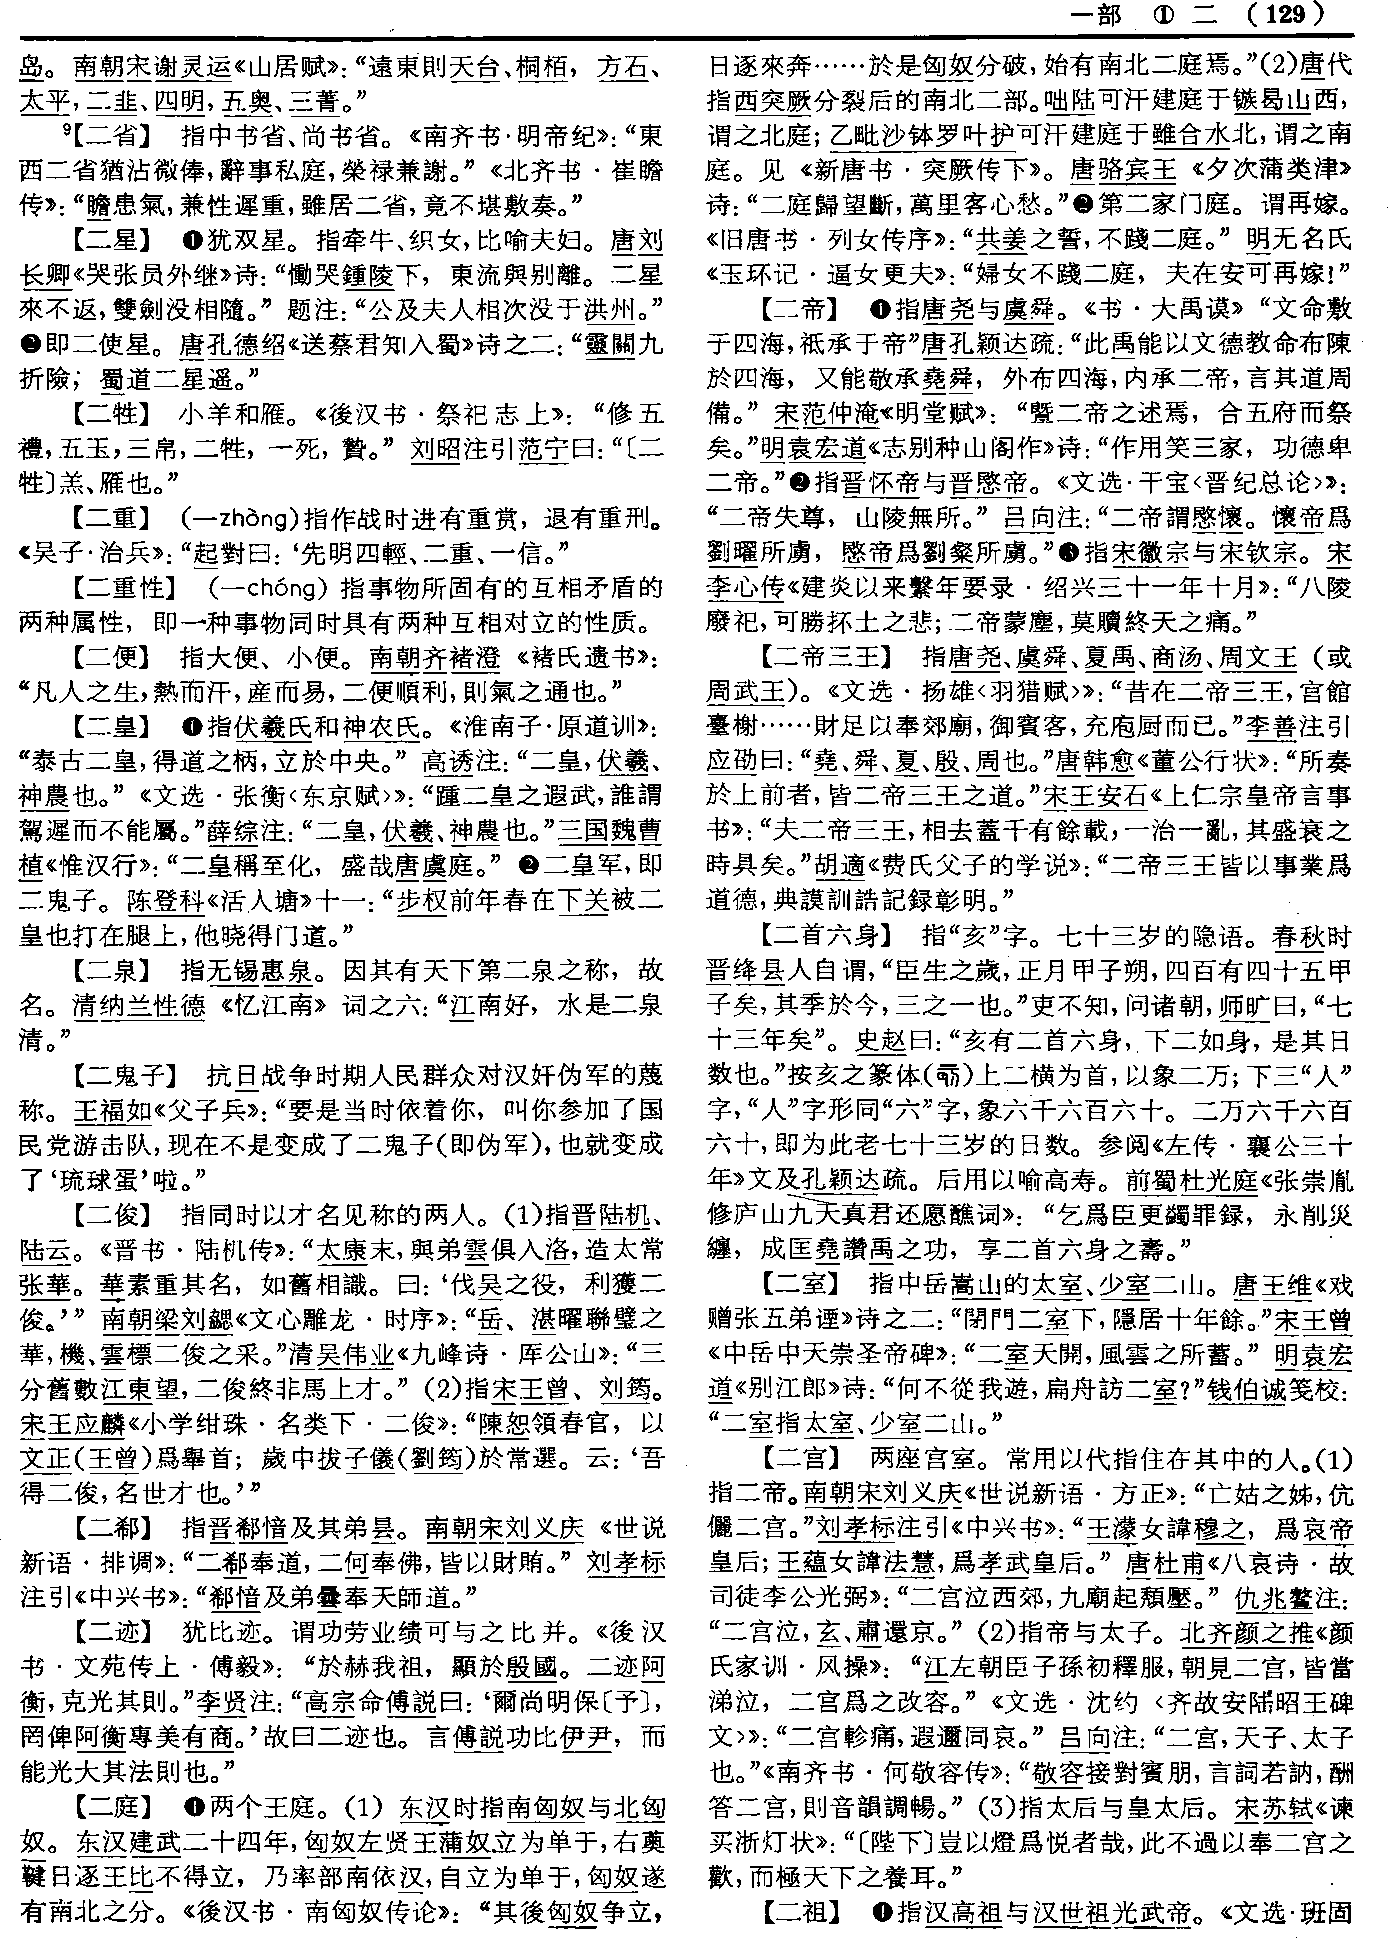 一部 ① 二 (129)
岛。南朝宋谢灵运《山居赋》：“遠東則天台、桐栢，方石、
太平，二韭、四明，五奥、三菁。”
⁹【二省】 指中书省、尚书省。《南齐书·明帝纪》：“東
西二省猶沾微俸，辭事私庭，榮禄兼謝。”《北齐书·崔瞻
传》：“瞻患氣，兼性遲重，雖居二省，竟不堪敷奏。”
【二星】 ❶犹双星。指牵牛、织女，比喻夫妇。唐刘
长卿《哭张员外继》诗：“慟哭鍾陵下，東流與别離。二星
來不返，雙劍没相隨。”题注：“公及夫人相次没于洪州。”
❷即二使星。唐孔德绍《送蔡君知入蜀》诗之二：“靈關九
折險；蜀道二星遥。”
【二牲】 小羊和雁。《後汉书·祭祀志上》：“修五
禮，五玉，三帛，二牲，一死，贄。”刘昭注引范宁曰：“〔二
牲〕羔、雁也。”
【二重】 (一zhòng)指作战时进有重赏，退有重刑。
《吴子·治兵》：“起對曰：‘先明四輕、二重、一信。”
【二重性】 (一chóng) 指事物所固有的互相矛盾的
两种属性，即一种事物同时具有两种互相对立的性质。
【二便】 指大便、小便。南朝齐褚澄《褚氏遗书》：
“凡人之生，熱而汗，産而易，二便順利，則氣之通也。”
【二皇】 ❶指伏羲氏和神农氏。《淮南子·原道训》：
“泰古二皇，得道之柄，立於中央。”高诱注：“二皇，伏羲、
神農也。”《文选·张衡〈东京赋〉》：“踵二皇之遐武，誰謂
駕遲而不能屬。”薛综注：“二皇，伏羲、神農也。”三国魏曹
植《惟汉行》：“二皇稱至化，盛哉唐虞庭。”❷二皇军，即
二鬼子。陈登科《活人塘》十一：“步权前年春在下关被二
皇也打在腿上，他晓得门道。”
【二泉】 指无锡惠泉。因其有天下第二泉之称，故
名。清纳兰性德《忆江南》词之六：“江南好，水是二泉
清。”
【二鬼子】 抗日战争时期人民群众对汉奸伪军的蔑
称。王福如《父子兵》：“要是当时依着你，叫你参加了国
民党游击队，现在不是变成了二鬼子(即伪军)，也就变成
了‘琉球蛋’啦。”
【二俊】 指同时以才名见称的两人。(1)指晋陆机、
陆云。《晋书·陆机传》：“太康末，與弟雲俱入洛，造太常
张華。華素重其名，如舊相識。曰：‘伐吴之役，利獲二
俊。’”南朝梁刘勰《文心雕龙·时序》：“岳、湛曜聯璧之
華，機、雲標二俊之采。”清吴伟业《九峰诗·厍公山》：“三
分舊數江東望，二俊終非馬上才。”(2)指宋王曾、刘筠。
宋王应麟《小学绀珠·名类下·二俊》：“陳恕領春官，以
文正(王曾)爲舉首；歲中拔子儀(劉筠)於常選。云：‘吾
得二俊，名世才也。’”
【二郗】 指晋郗愔及其弟昙。南朝宋刘义庆《世说
新语·排调》：“二郗奉道，二何奉佛，皆以財賄。”刘孝标
注引《中兴书》：“郗愔及弟曇奉天師道。”
【二迹】 犹比迹。谓功劳业绩可与之比并。《後汉
书·文苑传上·傅毅》：“於赫我祖，顯於殷國。二迹阿
衡，克光其則。”李贤注：“高宗命傅説曰：‘爾尚明保〔予〕，
罔俾阿衡專美有商。’故曰二迹也。言傅説功比伊尹，而
能光大其法則也。”
【二庭】 ❶两个王庭。(1) 东汉时指南匈奴与北匈
奴。东汉建武二十四年，匈奴左贤王蒲奴立为单于，右薁
鞬日逐王比不得立，乃率部南依汉，自立为单于，匈奴遂
有南北之分。《後汉书·南匈奴传论》：“其後匈奴争立，
日逐來奔……於是匈奴分破，始有南北二庭焉。”(2)唐代
指西突厥分裂后的南北二部。咄陆可汗建庭于镞曷山西，
谓之北庭；乙毗沙钵罗叶护可汗建庭于雖合水北，谓之南
庭。见《新唐书·突厥传下》。唐骆宾王《夕次蒲类津》
诗：“二庭歸望斷，萬里客心愁。”❷第二家门庭。谓再嫁。
《旧唐书·列女传序》：“共姜之誓，不踐二庭。”明无名氏
《玉环记·逼女更夫》：“婦女不踐二庭，夫在安可再嫁！”
【二帝】 ❶指唐尧与虞舜。《书·大禹谟》“文命敷
于四海，祗承于帝”唐孔颖达疏：“此禹能以文德教命布陳
於四海，又能敬承堯舜，外布四海，内承二帝，言其道周
備。”宋范仲淹《明堂赋》：“暨二帝之述焉，合五府而祭
矣。”明袁宏道《志别种山阁作》诗：“作用笑三家，功德卑
二帝。”❷指晋怀帝与晋愍帝。《文选·干宝〈晋纪总论〉》：
“二帝失尊，山陵無所。”吕向注：“二帝謂愍懷。懷帝爲
劉曜所虜，愍帝爲劉粲所虜。”❸指宋徽宗与宋钦宗。宋
李心传《建炎以来繫年要录·绍兴三十一年十月》：“八陵
廢祀，可勝抔土之悲；二帝蒙塵，莫贖終天之痛。”
【二帝三王】 指唐尧、虞舜、夏禹、商汤、周文王(或
周武王)。《文选·扬雄〈羽猎赋〉》：“昔在二帝三王，宫館
臺榭……財足以奉郊廟，御賓客，充庖厨而已。”李善注引
应劭曰：“堯、舜、夏、殷、周也。”唐韩愈《董公行状》：“所奏
於上前者，皆二帝三王之道。”宋王安石《上仁宗皇帝言事
书》：“夫二帝三王，相去蓋千有餘載，一治一亂，其盛衰之
時具矣。”胡適《费氏父子的学说》：“二帝三王皆以事業爲
道德，典謨訓誥記録彰明。”
【二首六身】 指“亥”字。七十三岁的隐语。春秋时
晋绛县人自谓，“臣生之歲，正月甲子朔，四百有四十五甲
子矣，其季於今，三之一也。”吏不知，问诸朝，师旷曰，“七
十三年矣”。史赵曰：“亥有二首六身，下二如身，是其日
数也。”按亥之篆体()上二横为首，以象二万；下三“人”
字，“人”字形同“六”字，象六千六百六十。二万六千六百
六十，即为此老七十三岁的日数。参阅《左传·襄公三十
年》文及孔颖达疏。后用以喻高寿。前蜀杜光庭《张崇胤
修庐山九天真君还愿醮词》：“乞爲臣更蠲罪録，永削災
纏，成匡堯讚禹之功，享二首六身之壽。”
【二室】 指中岳嵩山的太室、少室二山。唐王维《戏
赠张五弟諲》诗之二：“閉門二室下，隱居十年餘。”宋王曾
《中岳中天崇圣帝碑》：“二室天開，風雲之所蓄。”明袁宏
道《别江郎》诗：“何不從我遊，扁舟訪二室？”钱伯诚笺校：
“二室指太室、少室二山。”
【二宫】 两座宫室。常用以代指住在其中的人。(1)
指二帝。南朝宋刘义庆《世说新语·方正》：“亡姑之姊，伉
儷二宫。”刘孝标注引《中兴书》：“王濛女諱穆之，爲哀帝
皇后；王蘊女諱法慧，爲孝武皇后。”唐杜甫《八哀诗·故
司徒李公光弼》：“二宫泣西郊，九廟起頽壓。”仇兆鳌注：
“二宫泣，玄、肅還京。”(2)指帝与太子。北齐颜之推《颜
氏家训·风操》：“江左朝臣子孫初釋服，朝見二宫，皆當
涕泣，二宫爲之改容。”《文选·沈约〈齐故安陆昭王碑
文〉》：“二宫軫痛，遐邇同哀。”吕向注：“二宫，天子、太子
也。”《南齐书·何敬容传》：“敬容接對賓朋，言詞若訥，酬
答二宫，則音韻調暢。”(3)指太后与皇太后。宋苏轼《谏
买浙灯状》：“〔陛下〕豈以燈爲悦者哉，此不過以奉二宫之
歡，而極天下之養耳。”
【二祖】 ❶指汉高祖与汉世祖光武帝。《文选·班固